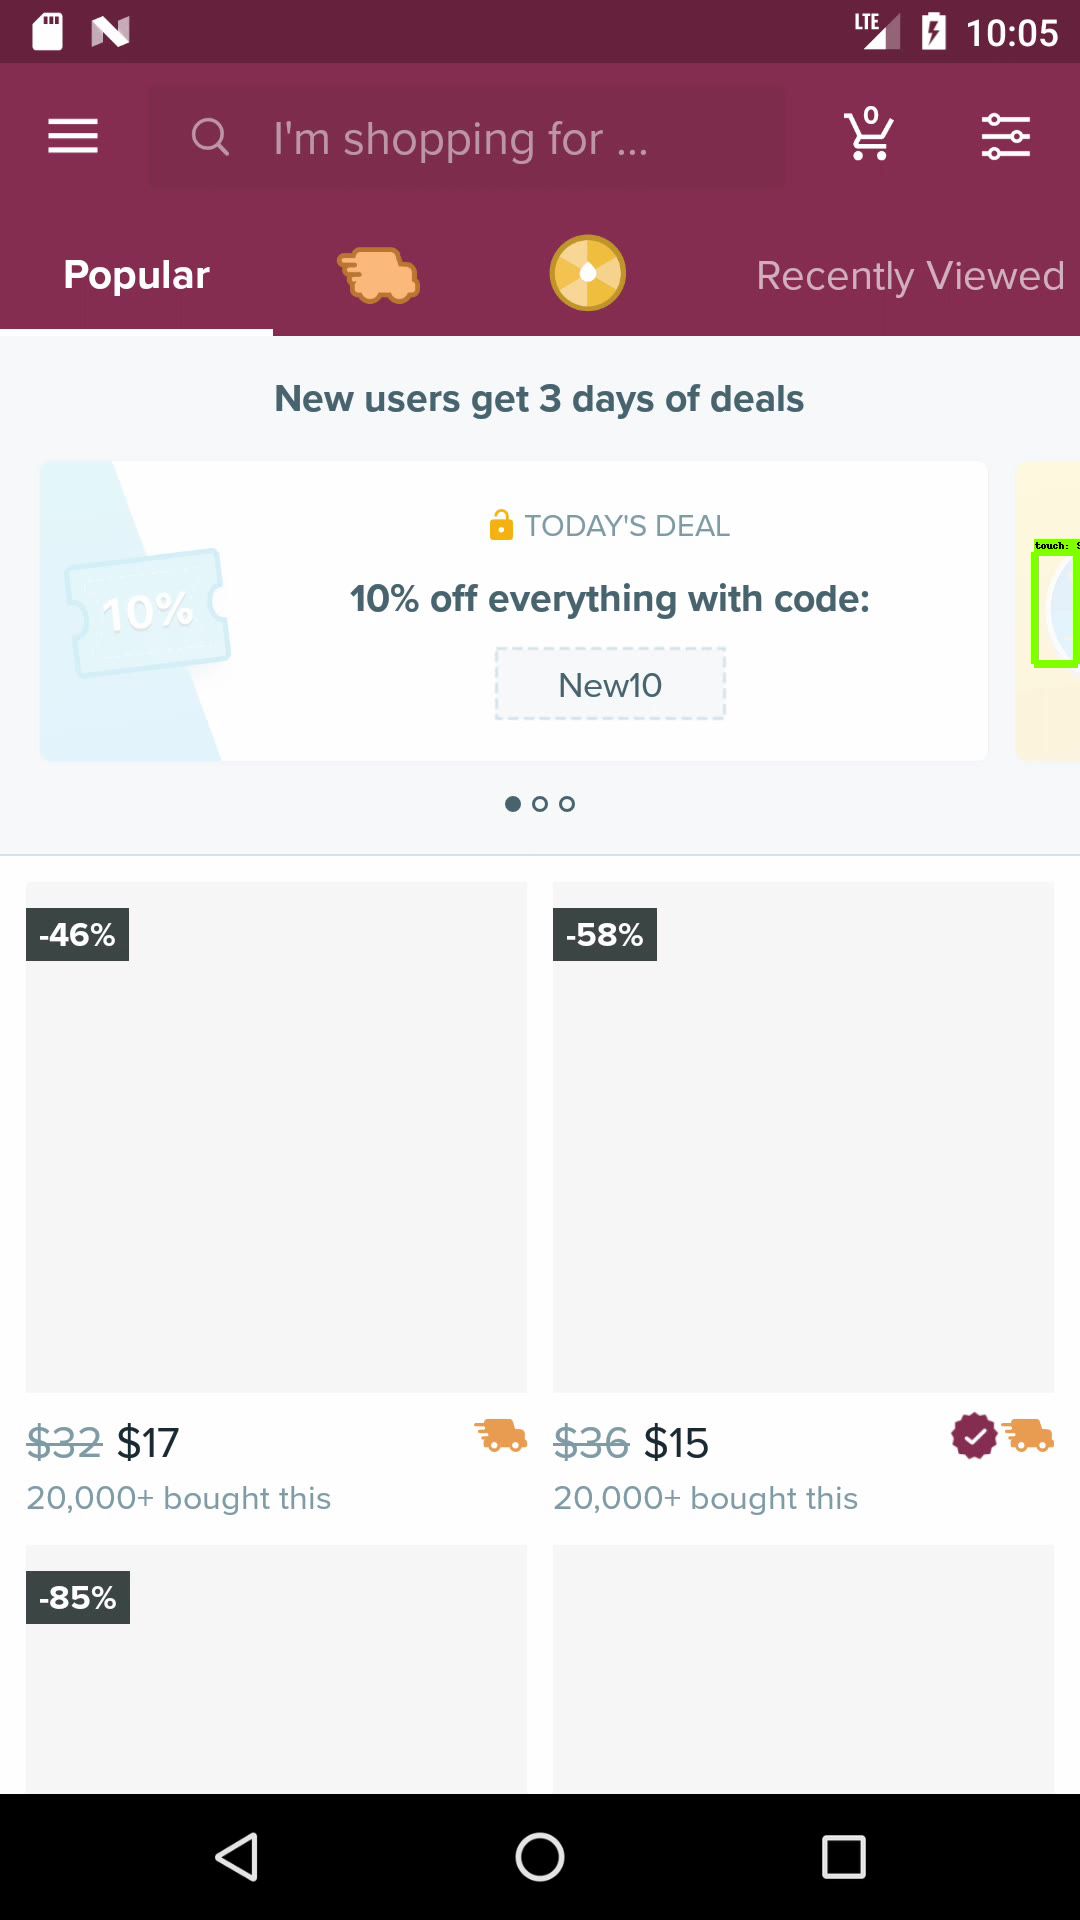 LTE 10:05
I'm shopping for ...
0
Popular
Recently Viewed
New users get 3 days of deals
TODAY'S DEAL
10% off everything with code:
10%
New10
touch:
-46%
-58%
$32 $17
$36 $15
20,000+ bought this
20,000+ bought this
-85%